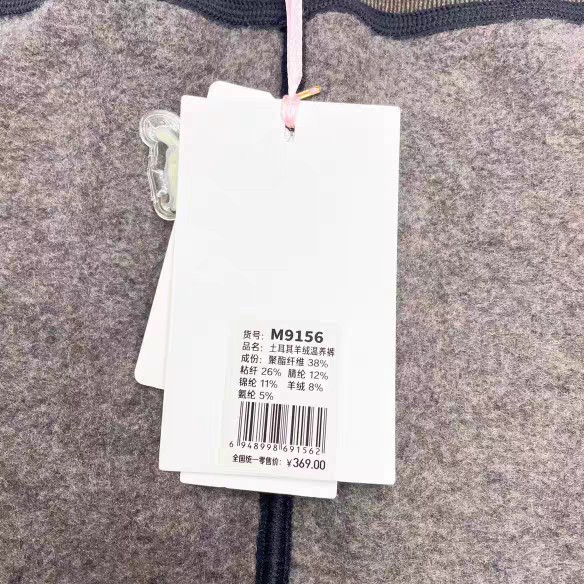 货号: M9156
品名: 土耳其羊绒温养裤
成份: 聚酯纤维 38%
粘纤 26% 腈纶 12%
锦纶 11% 羊绒 8%
氨纶 5%
6 948998 691562
全国统一零售价: ¥369.00